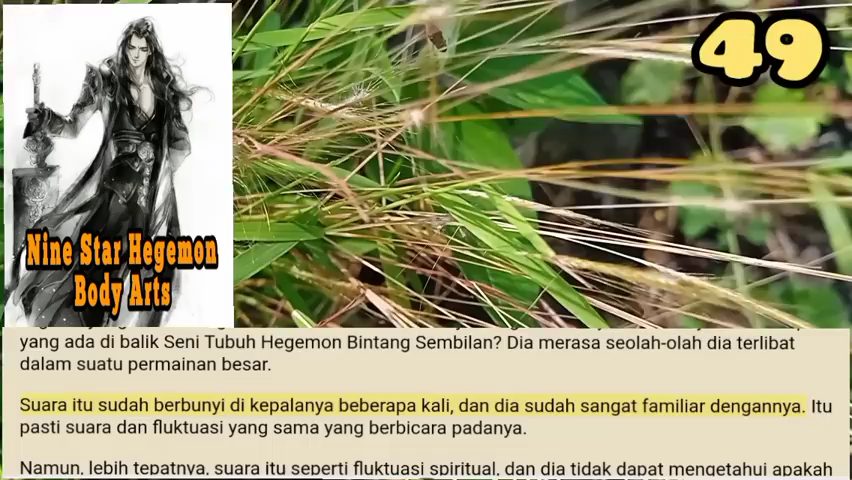 49
Nine Star Hegemon
Body Arts
yang ada di balik Seni Tubuh Hegemon Bintang Sembilan? Dia merasa seolah-olah dia terlibat
dalam suatu permainan besar.
Suara itu sudah berbunyi di kepalanya beberapa kali, dan dia sudah sangat familiar dengannya. Itu
pasti suara dan fluktuasi yang sama yang berbicara padanya.
Namun, lebih tepatnya, suara itu seperti fluktuasi spiritual, dan dia tidak dapat mengetahui apakah